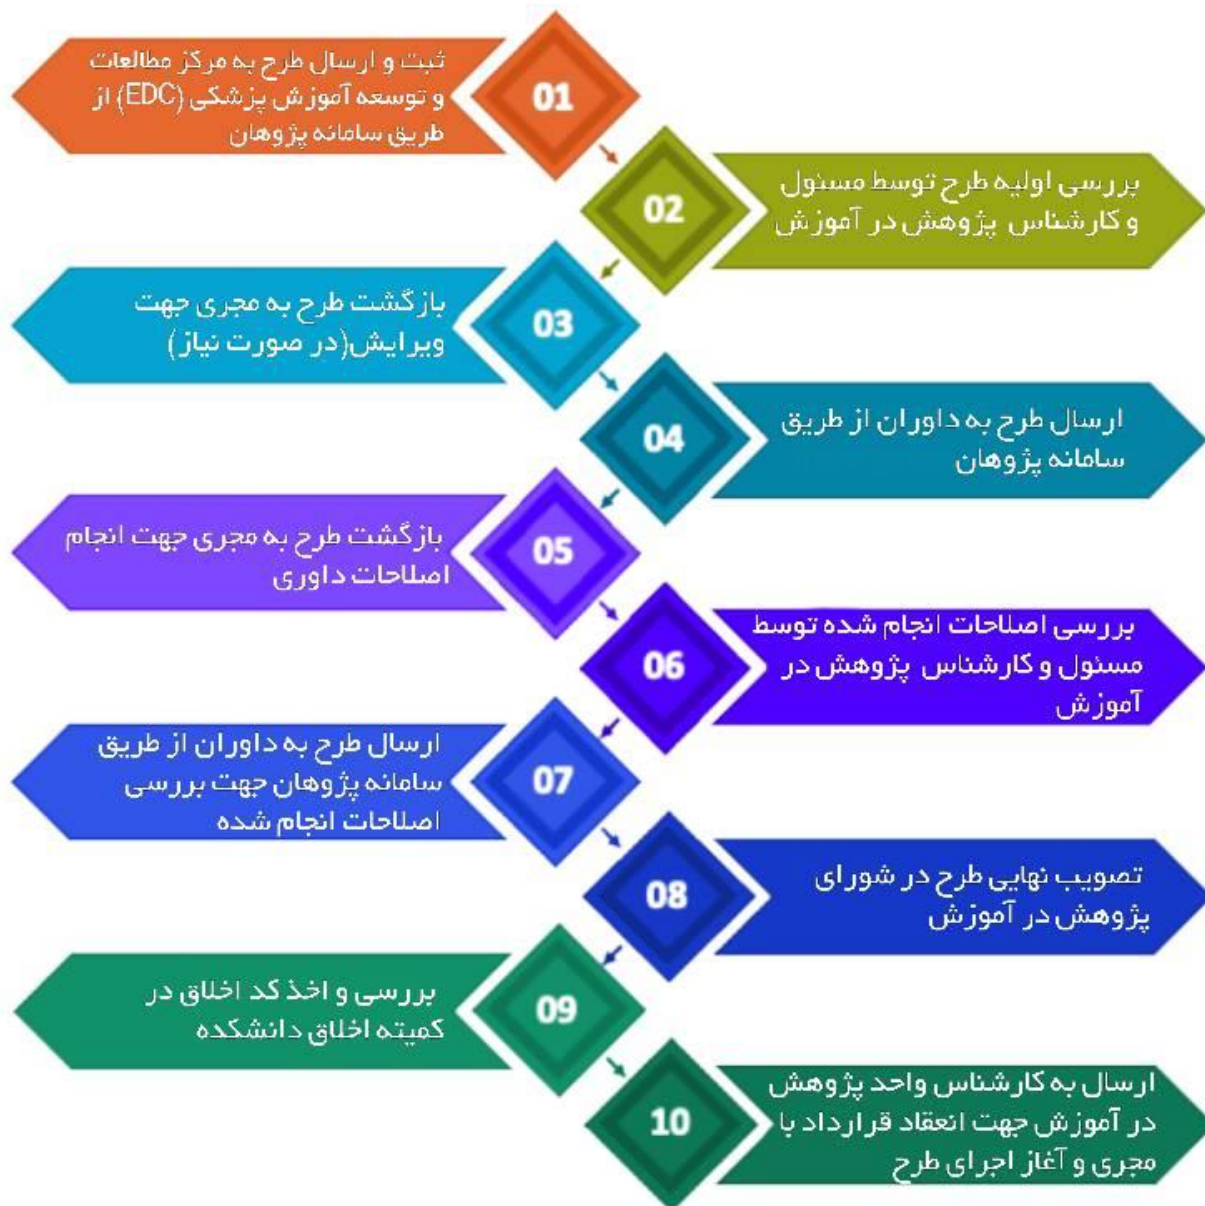 01
ثبت و ارسال طرح به مرکز مطالعات
و توسعه آموزش پزشکی (EDC) از
طریق سامانه پژوهان
02
بررسی اولیه طرح توسط مسئول
و کارشناس پژوهش در آموزش
03
بازگشت طرح به مجری جهت
ویرایش(در صورت نیاز)
04
ارسال طرح به داوران از طریق
سامانه پژوهان
05
بازگشت طرح به مجری جهت انجام
اصلاحات داوری
06
بررسی اصلاحات انجام شده توسط
مسئول و کارشناس پژوهش در
آموزش
07
ارسال طرح به داوران از طریق
سامانه پژوهان جهت بررسی
اصلاحات انجام شده
08
تصویب نهایی طرح در شورای
پژوهش در آموزش
09
بررسی و اخذ کد اخلاق در
کمیته اخلاق دانشکده
10
ارسال به کارشناس واحد پژوهش
در آموزش جهت انعقاد قرارداد با
مجری و آغاز اجرای طرح